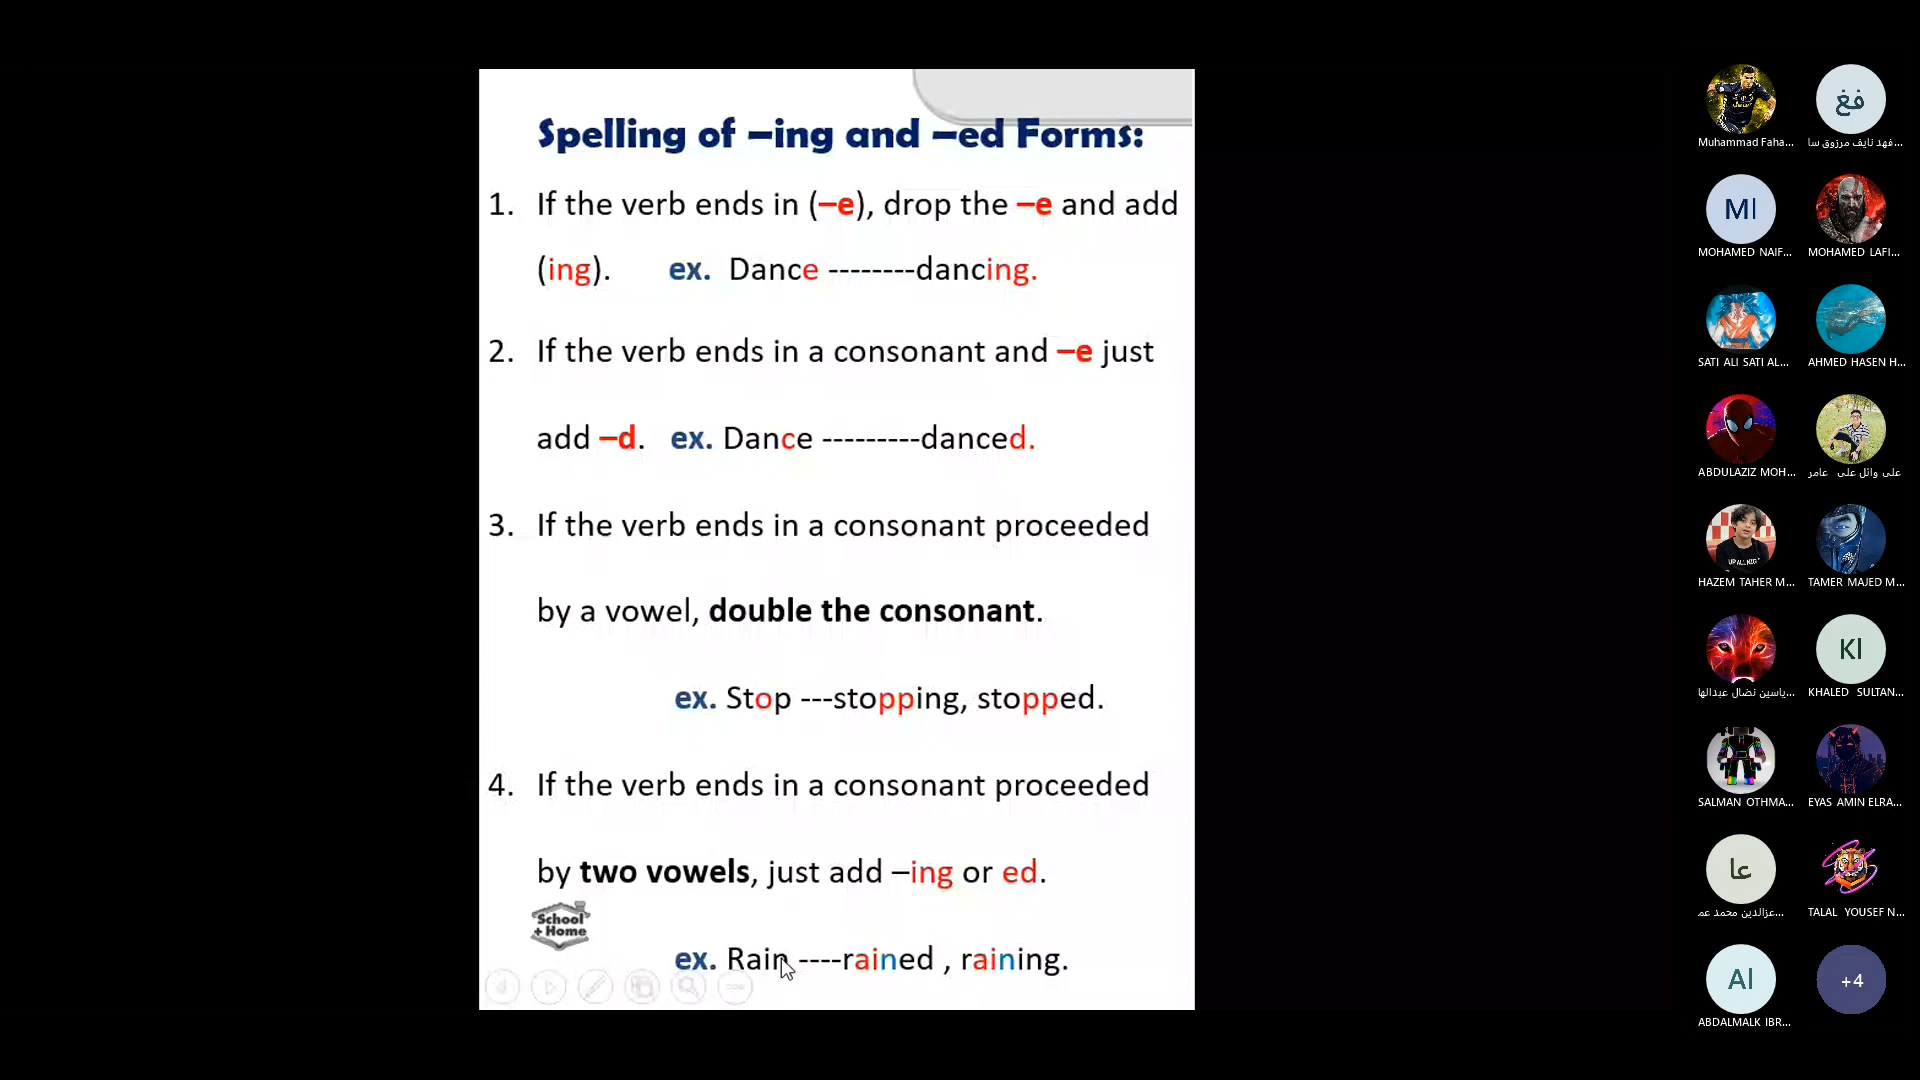 Spelling of –ing and –ed Forms:
1. If the verb ends in (–e), drop the –e and add
(ing). ex. Dance --------dancing.
2. If the verb ends in a consonant and –e just
add –d. ex. Dance ---------danced.
3. If the verb ends in a consonant proceeded
by a vowel, double the consonant.
ex. Stop ---stopping, stopped.
4. If the verb ends in a consonant proceeded
by two vowels, just add –ing or ed.
School
+ Home
ex. Rain ----rained , raining.
فغ
Muhammad Faha...
فهد نايف مرزوق سا...
MI
MOHAMED NAIF...
MOHAMED LAFI...
SATI ALI SATI AL...
AHMED HASEN H...
ABDULAZIZ MOH...
على وائل على عامر
HAZEM TAHER M...
TAMER MAJED M...
KI
ياسين نضال عبدالها...
KHALED SULTAN...
SALMAN OTHMA...
EYAS AMIN ELRA...
عا
عزالدين محمد عمـ...
TALAL YOUSEF N...
AI
+4
ABDALMALK IBR...